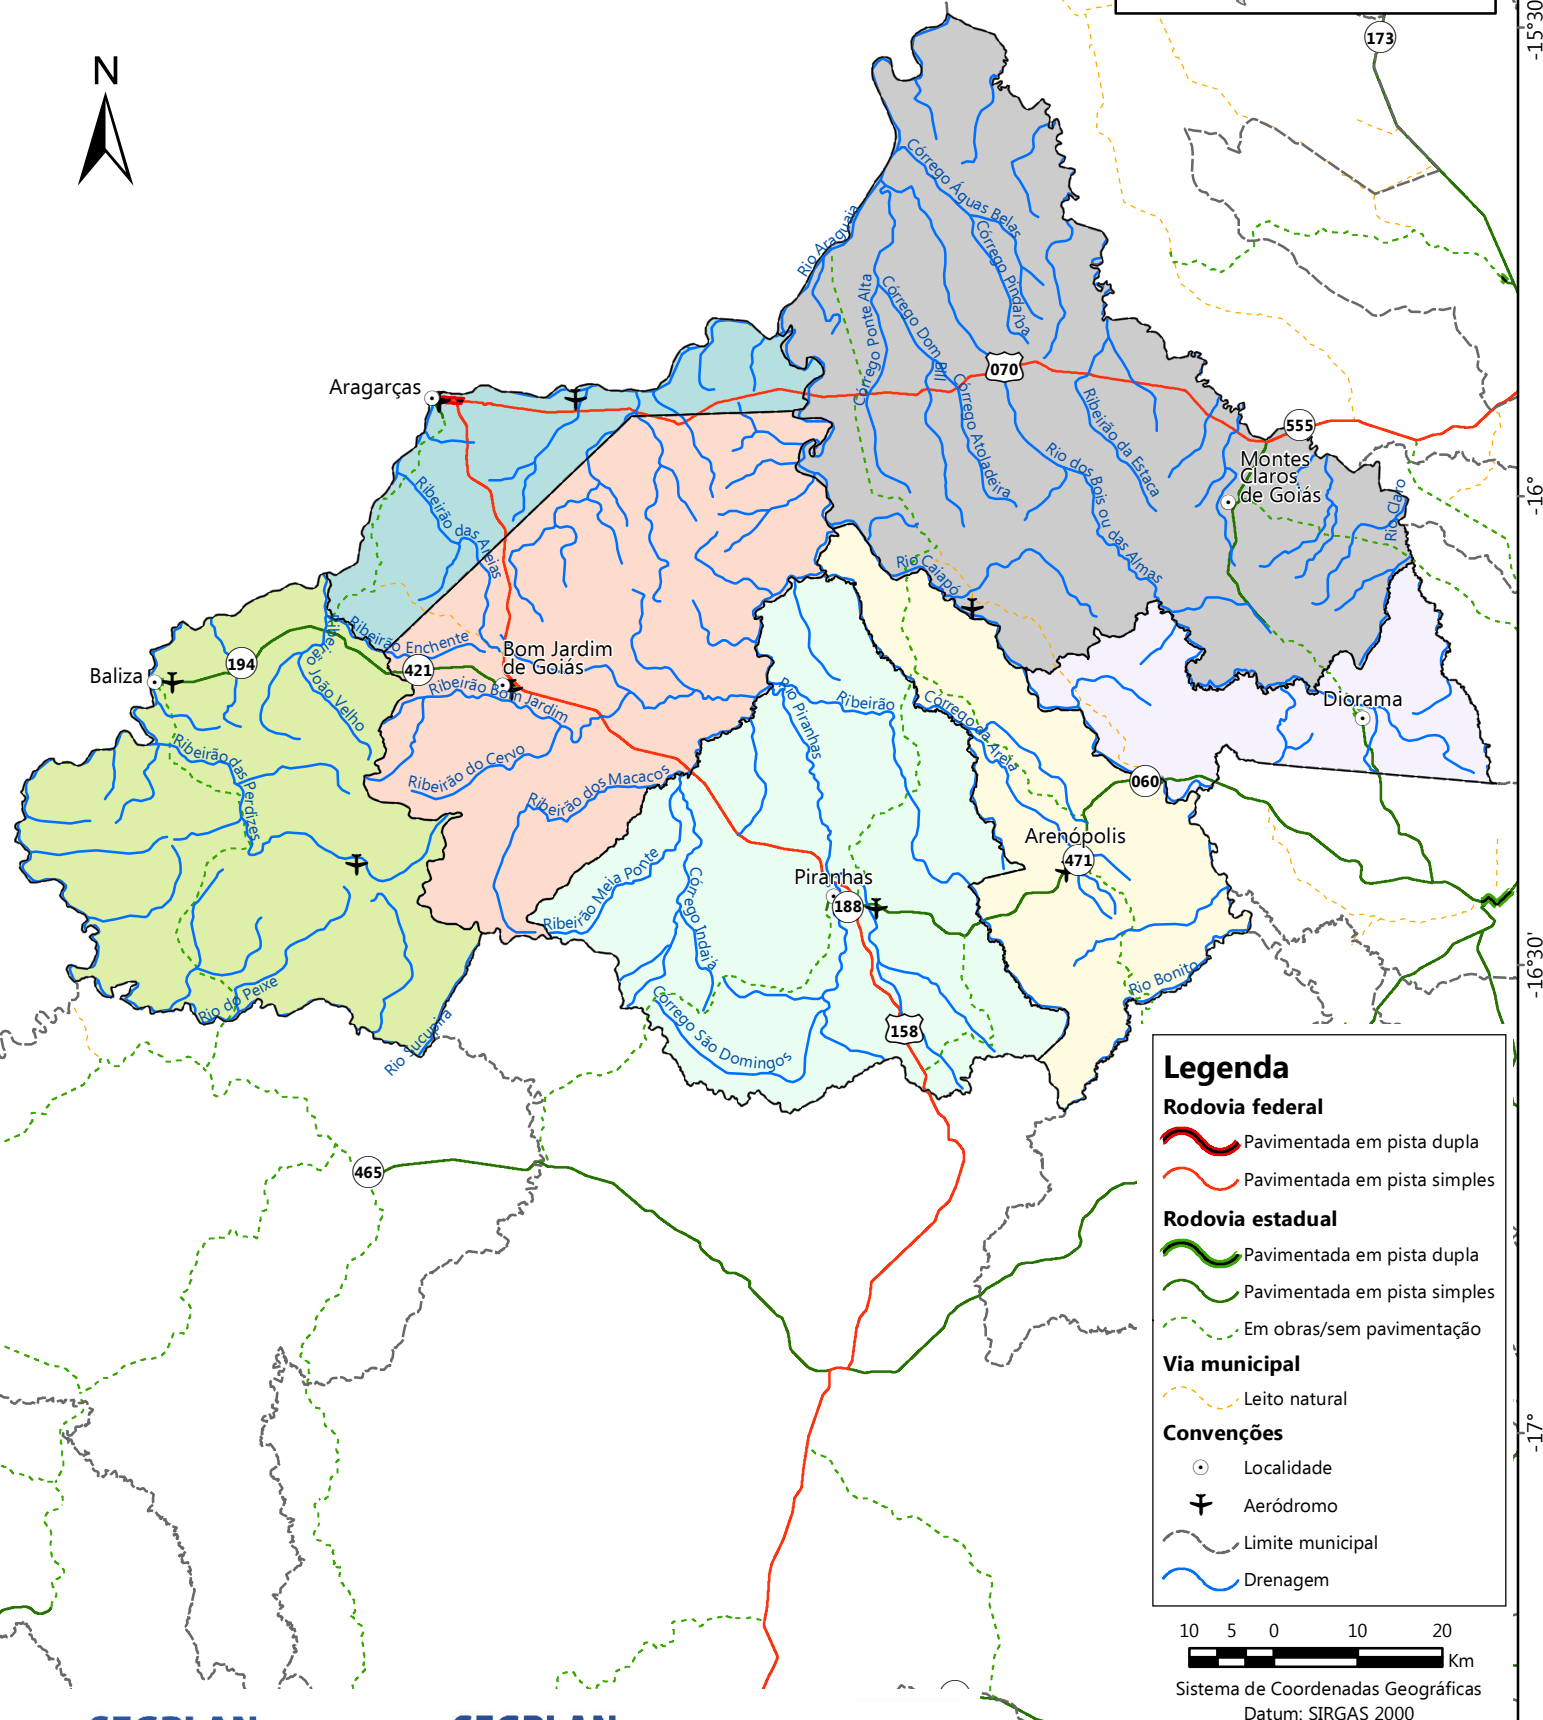 -15°30
173
N
Córrego Águas Belas
Rio Araguaia
Córrego Pindaíba
Córrego Ponte Alta
Córrego Dom Bill
070
Aragarças
Córrego Atoladeira
Ribeirão da Estaca
555
Montes
Claros
de Goiás
Rio dos Bois ou das Almas
Rio Claro
-16°
Ribeirão das Areias
Rio Caiapó
Ribeirão Enchente
Ribeirão João Velho
194
421
Bom Jardim
de Goiás
Baliza
Ribeirão Bom Jardim
Rio Piranhas
Ribeirão
Córrego da Areia
Diorama
Ribeirão das Perdizes
Ribeirão do Cervo
Ribeirão dos Macacos
060
Arenópolis
471
Piranhas
188
Ribeirão Meia Ponte
Córrego Indaiá
-16°30'
Rio do Peixe
Rio Bonito
Rio Sucupira
Córrego São Domingos
158
465
Legenda
Rodovia federal
Pavimentada em pista dupla
Pavimentada em pista simples
Rodovia estadual
Pavimentada em pista dupla
Pavimentada em pista simples
Em obras/sem pavimentação
Via municipal
Leito natural
Convenções
Localidade
Aeródromo
Limite municipal
Drenagem
-17°
10 5 0 10 20
Km
Sistema de Coordenadas Geográficas
Datum: SIRGAS 2000